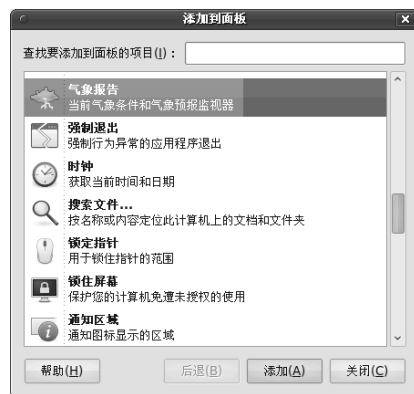 添加到面板
查找要添加到面板的项目(I)：
气象报告
当前气象条件和气象预报监视器
强制退出
强制行为异常的应用程序退出
时钟
获取当前时间和日期
搜索文件...
按名称或内容定位此计算机上的文档和文件夹
锁定指针
用于锁住指针的范围
锁住屏幕
保护您的计算机免遭未授权的使用
通知区域
通知图标显示的区域
帮助(H) 后退(B) 添加(A) 关闭(C)